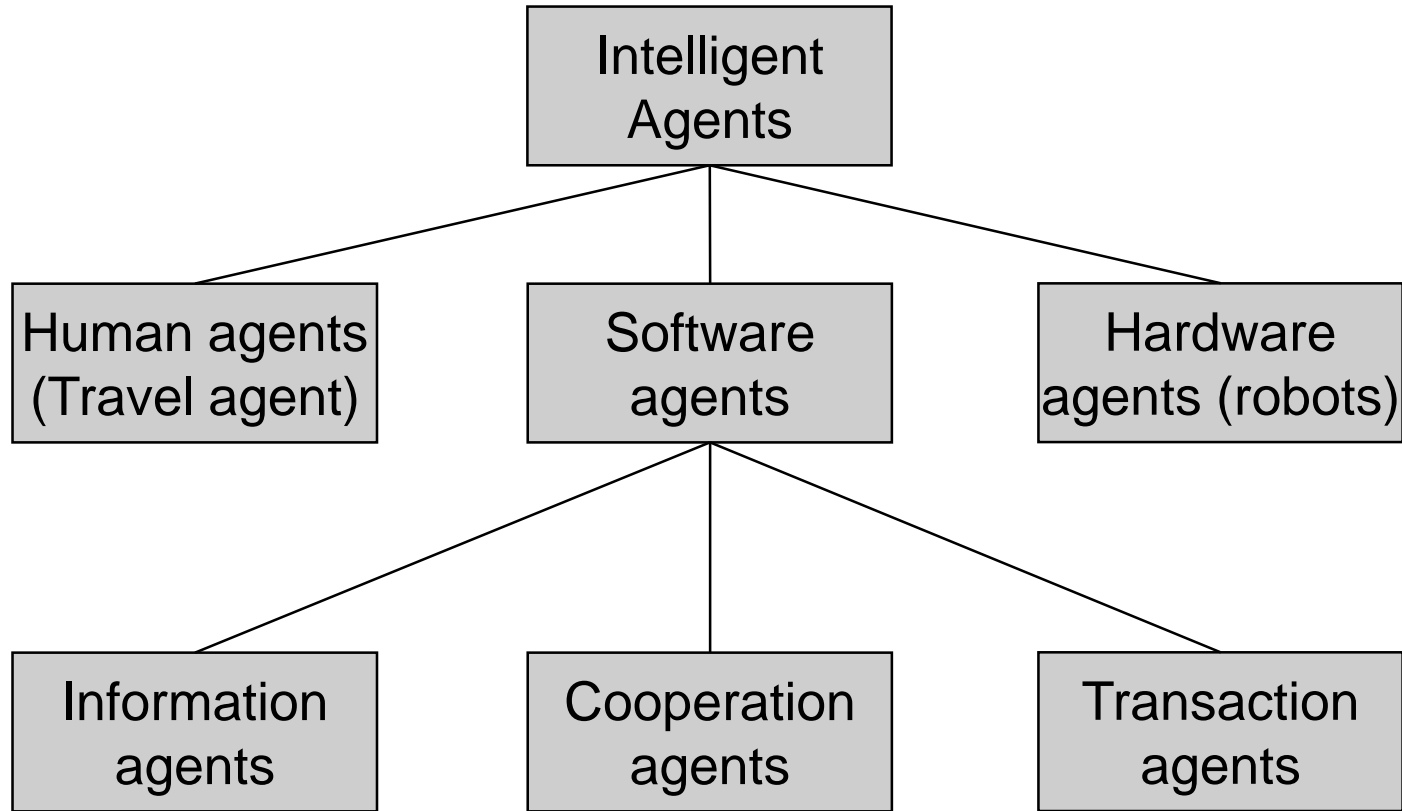 Intelligent
Agents
Human agents
(Travel agent)
Software
agents
Hardware
agents (robots)
Information
agents
Cooperation
agents
Transaction
agents